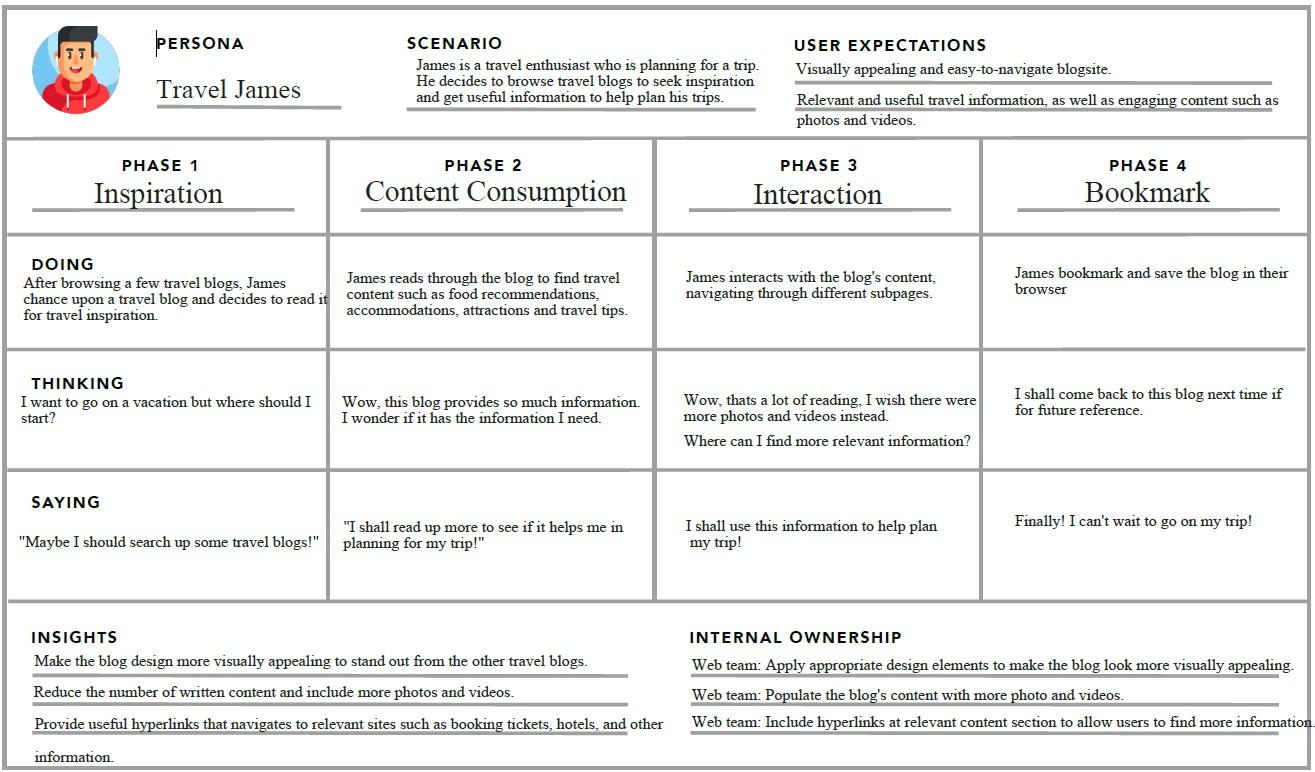 PERSONA
Travel James
SCENARIO
James is a travel enthusiast who is planning for a trip.
He decides to browse travel blogs to seek inspiration
and get useful information to help plan his trips.
USER EXPECTATIONS
Visually appealing and easy-to-navigate blogsite.
Relevant and useful travel information, as well as engaging content such as
photos and videos.
PHASE 1
Inspiration
PHASE 2
Content Consumption
PHASE 3
Interaction
PHASE 4
Bookmark
DOING
After browsing a few travel blogs, James
chance upon a travel blog and decides to read it
for travel inspiration.
James reads through the blog to find travel
content such as food recommendations,
accommodations, attractions and travel tips.
James interacts with the blog's content,
navigating through different subpages.
James bookmark and save the blog in their
browser
THINKING
I want to go on a vacation but where should I
start?
Wow, this blog provides so much information.
I wonder if it has the information I need.
Wow, thats a lot of reading, I wish there were
more photos and videos instead.
Where can I find more relevant information?
I shall come back to this blog next time if
for future reference.
SAYING
"Maybe I should search up some travel blogs!"
"I shall read up more to see if it helps me in
planning for my trip!"
I shall use this information to help plan
my trip!
Finally! I can't wait to go on my trip!
INSIGHTS
Make the blog design more visually appealing to stand out from the other travel blogs.
Reduce the number of written content and include more photos and videos.
Provide useful hyperlinks that navigates to relevant sites such as booking tickets, hotels, and other
information.
INTERNAL OWNERSHIP
Web team: Apply appropriate design elements to make the blog look more visually appealing.
Web team: Populate the blog's content with more photo and videos.
Web team: Include hyperlinks at relevant content section to allow users to find more information.